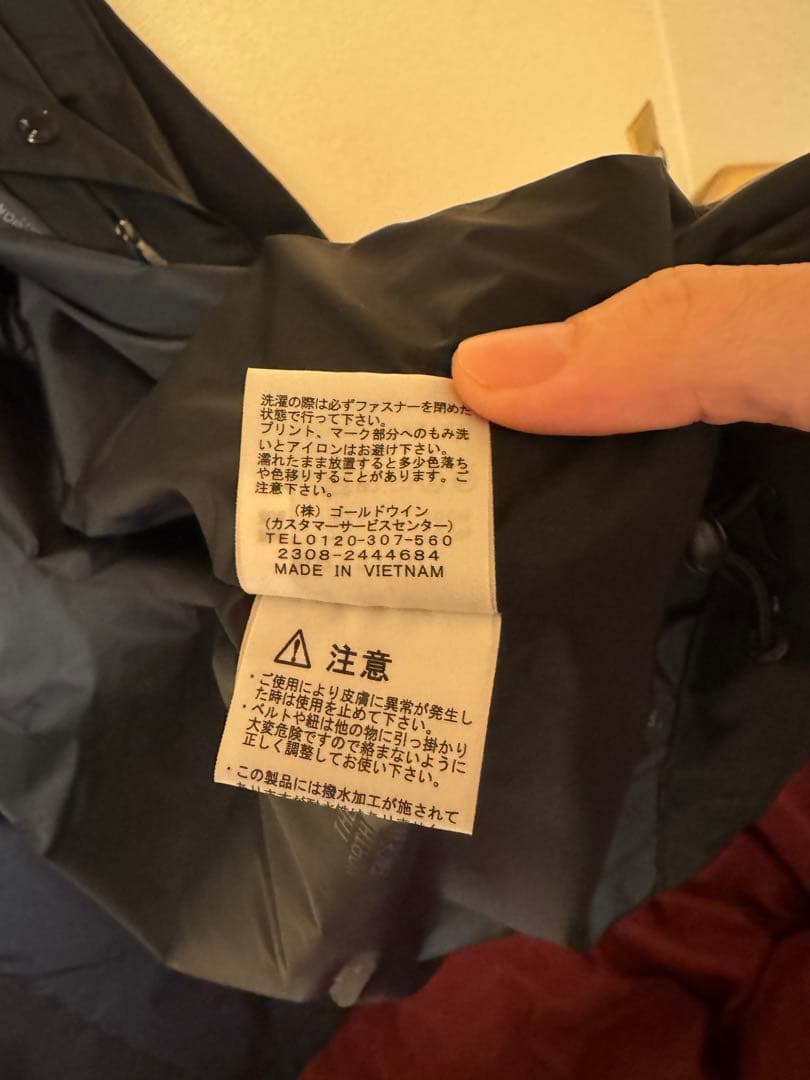 洗濯の際は必ずファスナーを閉めた
状態で行って下さい。
プリント、マーク部分へのもみ洗
いとアイロンはお避け下さい。
濡れたまま放置すると多少色落ち
や色移りすることがあります。ご
注意下さい。
(株) ゴールドウイン
(カスタマーサービスセンター)
TEL0120-307-560
2308-2444684
MADE IN VIETNAM
注意
・ご使用により皮膚に異常が発生し
た時は使用を止めて下さい。
・ベルトや紐は他の物に引っ掛かり
大変危険ですので絡まないように
正しく調整してお使い下さい。
・この製品には撥水加工が施されて
THE